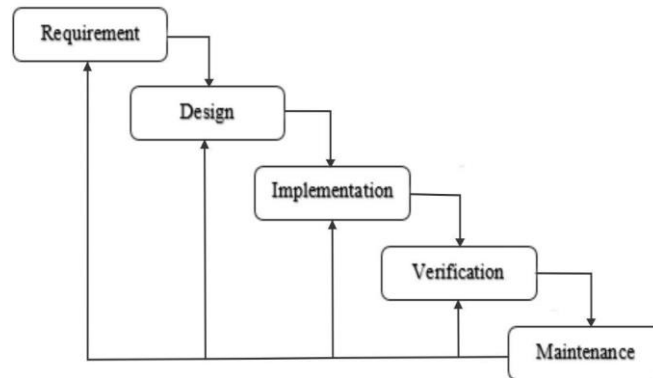 Requirement
Design
Implementation
Verification
Maintenance